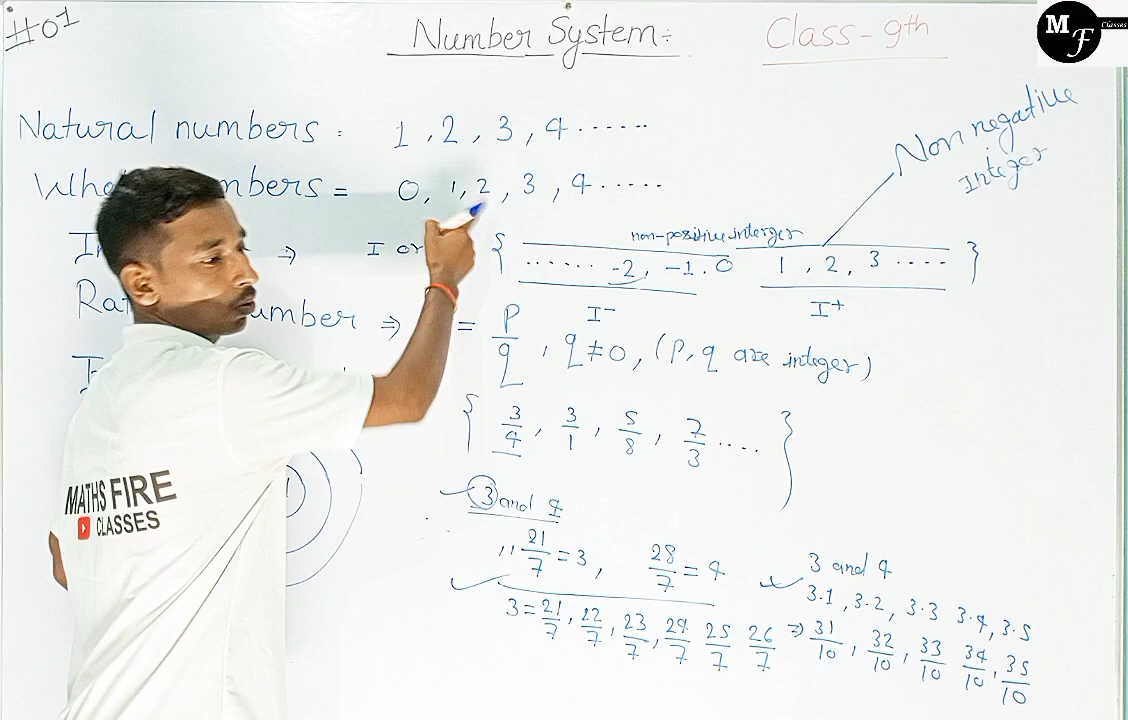 #01
Number System:
Class-9th
M F Classes
Natural numbers : 1, 2, 3, 4 ......
numbers = 0, 1, 2, 3, 4 ......
Non negative
Integer
non-positive interger
⇒ I or { ...... -2, -1, 0 1, 2, 3 .... }
I⁻ I⁺
number ⇒ = p/q, q ≠ 0, (p, q are integer)
{ 3/4, 3/1, 5/8, 7/3 .... }
MATHS FIRE
CLASSES
3 and 4
21/7 = 3, 28/7 = 4
3 = 21/7, 22/7, 23/7, 24/7 25/7 26/7
3 and 4
3.1, 3.2, 3.3 3.4, 3.5
⇒ 31/10, 32/10, 33/10 34/10, 35/10